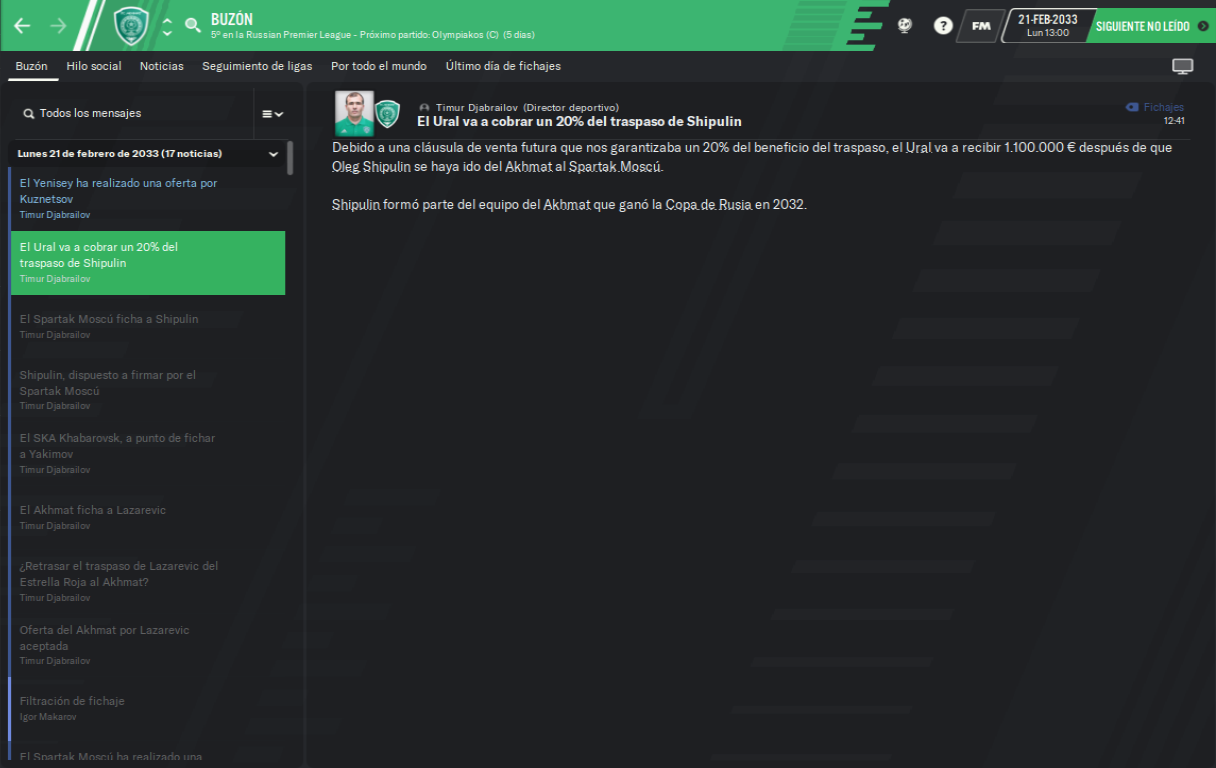 BUZÓN
5º en la Russian Premier League - Próximo partido: Olympiakos (C) (5 días)
?
FM
21-FEB-2033
Lun 13:00
SIGUIENTE NO LEÍDO
Buzón Hilo social Noticias Seguimiento de ligas Por todo el mundo Último día de fichajes
Todos los mensajes
Lunes 21 de febrero de 2033 (17 noticias)
El Yenisey ha realizado una oferta por
Kuznetsov
Timur Djabrailov
El Ural va a cobrar un 20% del
traspaso de Shipulin
Timur Djabrailov
El Spartak Moscú ficha a Shipulin
Timur Djabrailov
Shipulin, dispuesto a firmar por el
Spartak Moscú
Timur Djabrailov
El SKA Khabarovsk, a punto de fichar
a Yakimov
Timur Djabrailov
El Akhmat ficha a Lazarevic
Timur Djabrailov
¿Retrasar el traspaso de Lazarevic del
Estrella Roja al Akhmat?
Timur Djabrailov
Oferta del Akhmat por Lazarevic
aceptada
Timur Djabrailov
Filtración de fichaje
Igor Makarov
El Spartak Moscú ha realizado una
Timur Djabrailov (Director deportivo)
El Ural va a cobrar un 20% del traspaso de Shipulin
Fichajes
12:41
Debido a una cláusula de venta futura que nos garantizaba un 20% del beneficio del traspaso, el Ural va a recibir 1.100.000 € después de que
Oleg Shipulin se haya ido del Akhmat al Spartak Moscú.
Shipulin formó parte del equipo del Akhmat que ganó la Copa de Rusia en 2032.